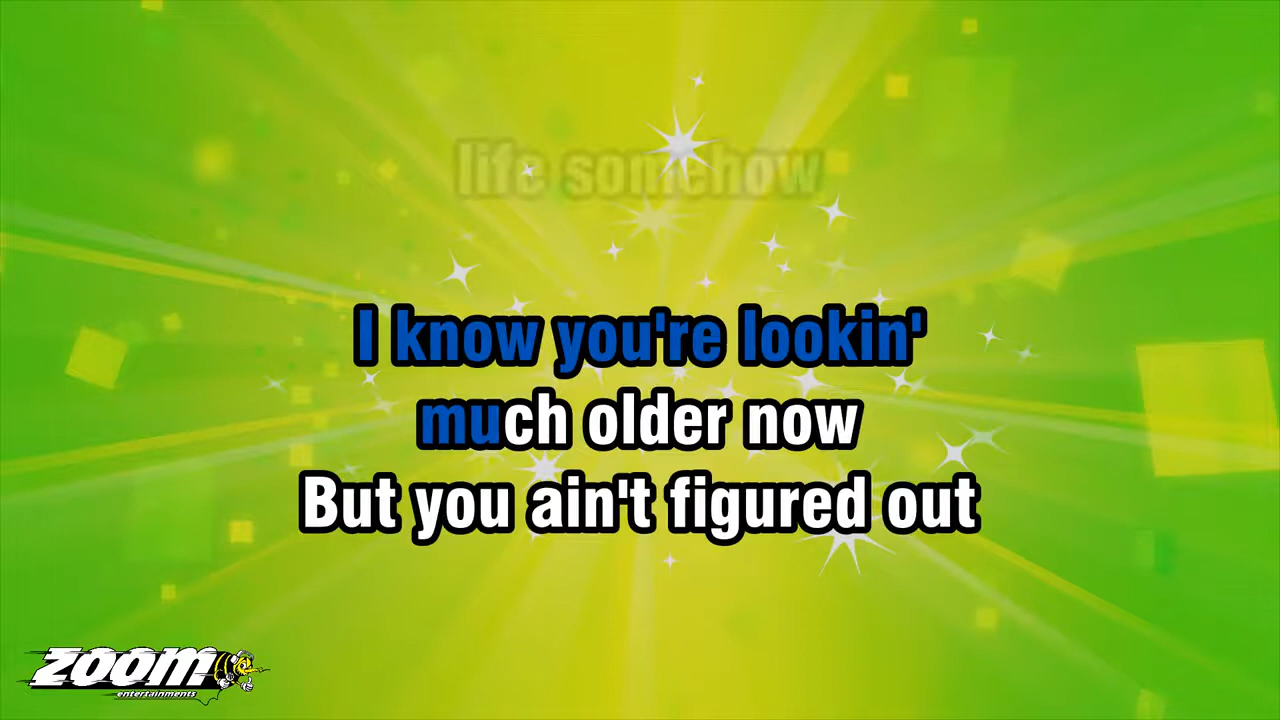 life somehow
I know you're lookin'
much older now
But you ain't figured out
zoom
entertainments